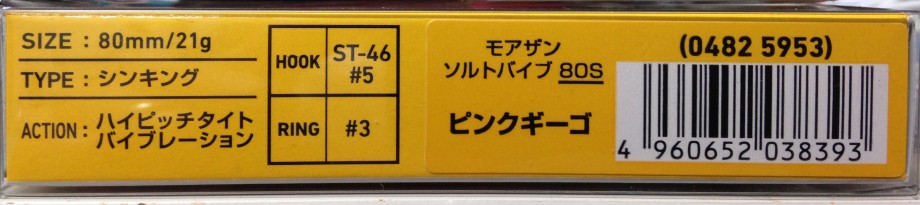 SIZE : 80mm/21g
TYPE : シンキング
ACTION : ハイピッチタイト
バイブレーション
HOOK ST-46
#5
RING #3
モアザン
ソルトバイブ 80S
ピンクギーゴ
(0482 5953)
4 960652 038393